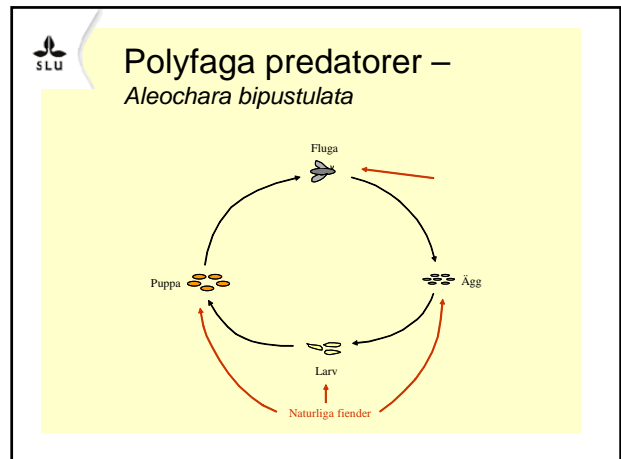 SLU
Polyfaga predatorer –
Aleochara bipustulata
Fluga
Puppa
Ägg
Larv
Naturliga fiender